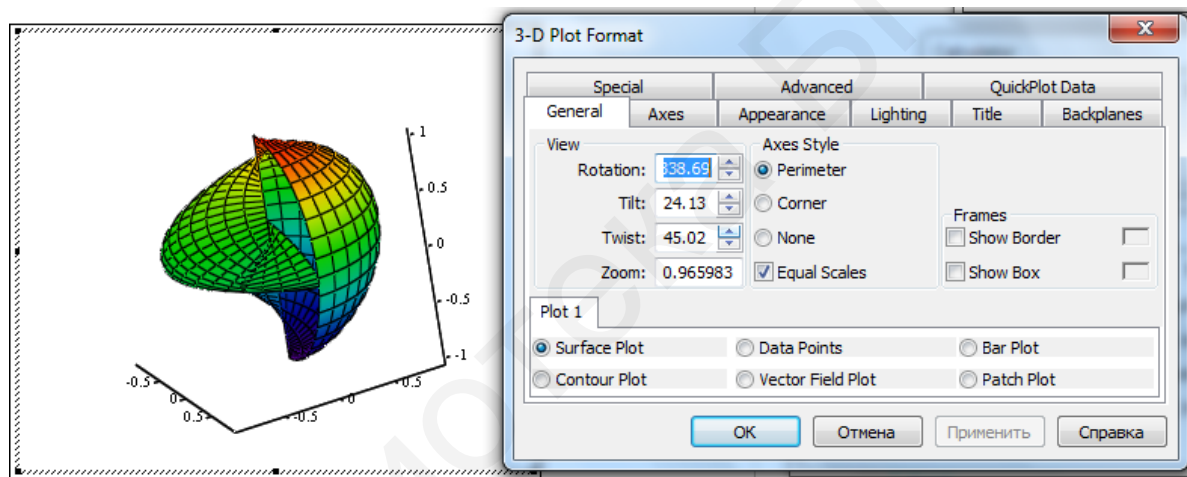 1
0.5
0
-0.5
-1
-0.5
0
0.5
-0.5
0
0.5
3-D Plot Format
Special Advanced QuickPlot Data
General Axes Appearance Lighting Title Backplanes
View Axes Style
Rotation: 338.69 Perimeter
Tilt: 24.13 Corner
Frames
Twist: 45.02 None Show Border
Zoom: 0.965983 Equal Scales Show Box
Plot 1
Surface Plot Data Points Bar Plot
Contour Plot Vector Field Plot Patch Plot
OK Отмена Применить Справка